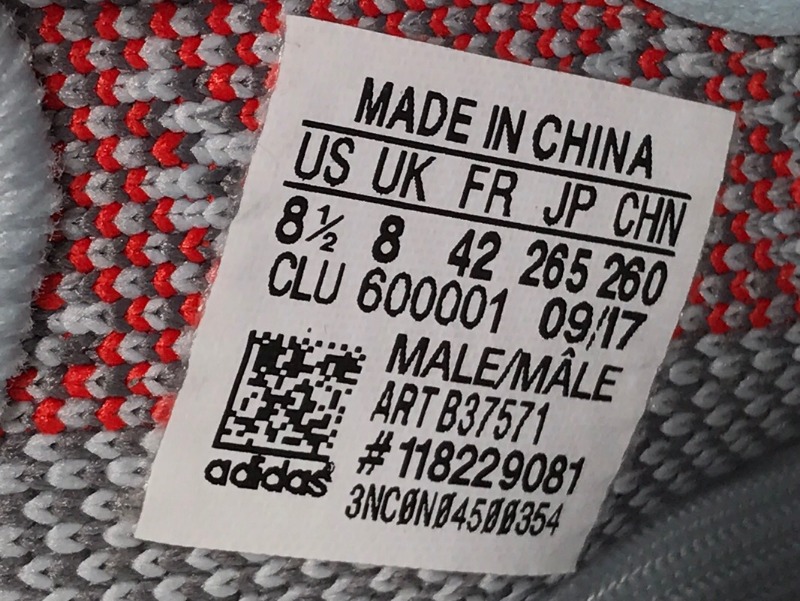 MADE IN CHINA
US UK FR JP CHN
8½ 8 42 265 260
CLU 600001 09/17
MALE/MÂLE
ART B37571
# 118229081
adidas
3NC0N04500354